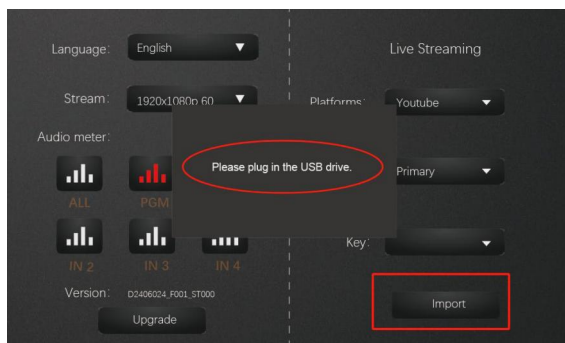 Language:
English
Live Streaming
Stream:
1920x1080p 60
Platforms:
Youtube
Audio meter:
Please plug in the USB drive.
Primary
ALL
PGM
Key:
IN 2
IN 3
IN 4
Version:
D2406024_F001_ST000
Import
Upgrade